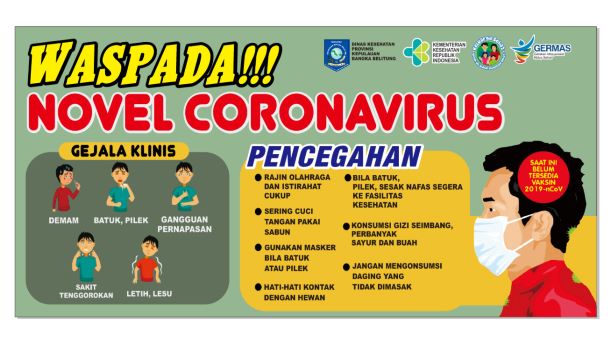 WASPADA!!!
DINAS KESEHATAN
PROVINSI
KEPULAUAN
BANGKA BELITUNG
KEMENTERIAN
KESEHATAN
REPUBLIK
INDONESIA
GERMAS
NOVEL CORONAVIRUS
GEJALA KLINIS
DEMAM
BATUK, PILEK
GANGGUAN
PERNAPASAN
SAKIT
TENGGOROKAN
LETIH, LESU
PENCEGAHAN
RAJIN OLAHRAGA
DAN ISTIRAHAT
CUKUP
SERING CUCI
TANGAN PAKAI
SABUN
GUNAKAN MASKER
BILA BATUK
ATAU PILEK
HATI-HATI KONTAK
DENGAN HEWAN
BILA BATUK,
PILEK, SESAK NAFAS SEGERA
KE FASILITAS
KESEHATAN
KONSUMSI GIZI SEIMBANG,
PERBANYAK
SAYUR DAN BUAH
JANGAN MENGONSUMSI
DAGING YANG
TIDAK DIMASAK
SAAT INI
BELUM
TERSEDIA
VAKSIN
2019-nCoV